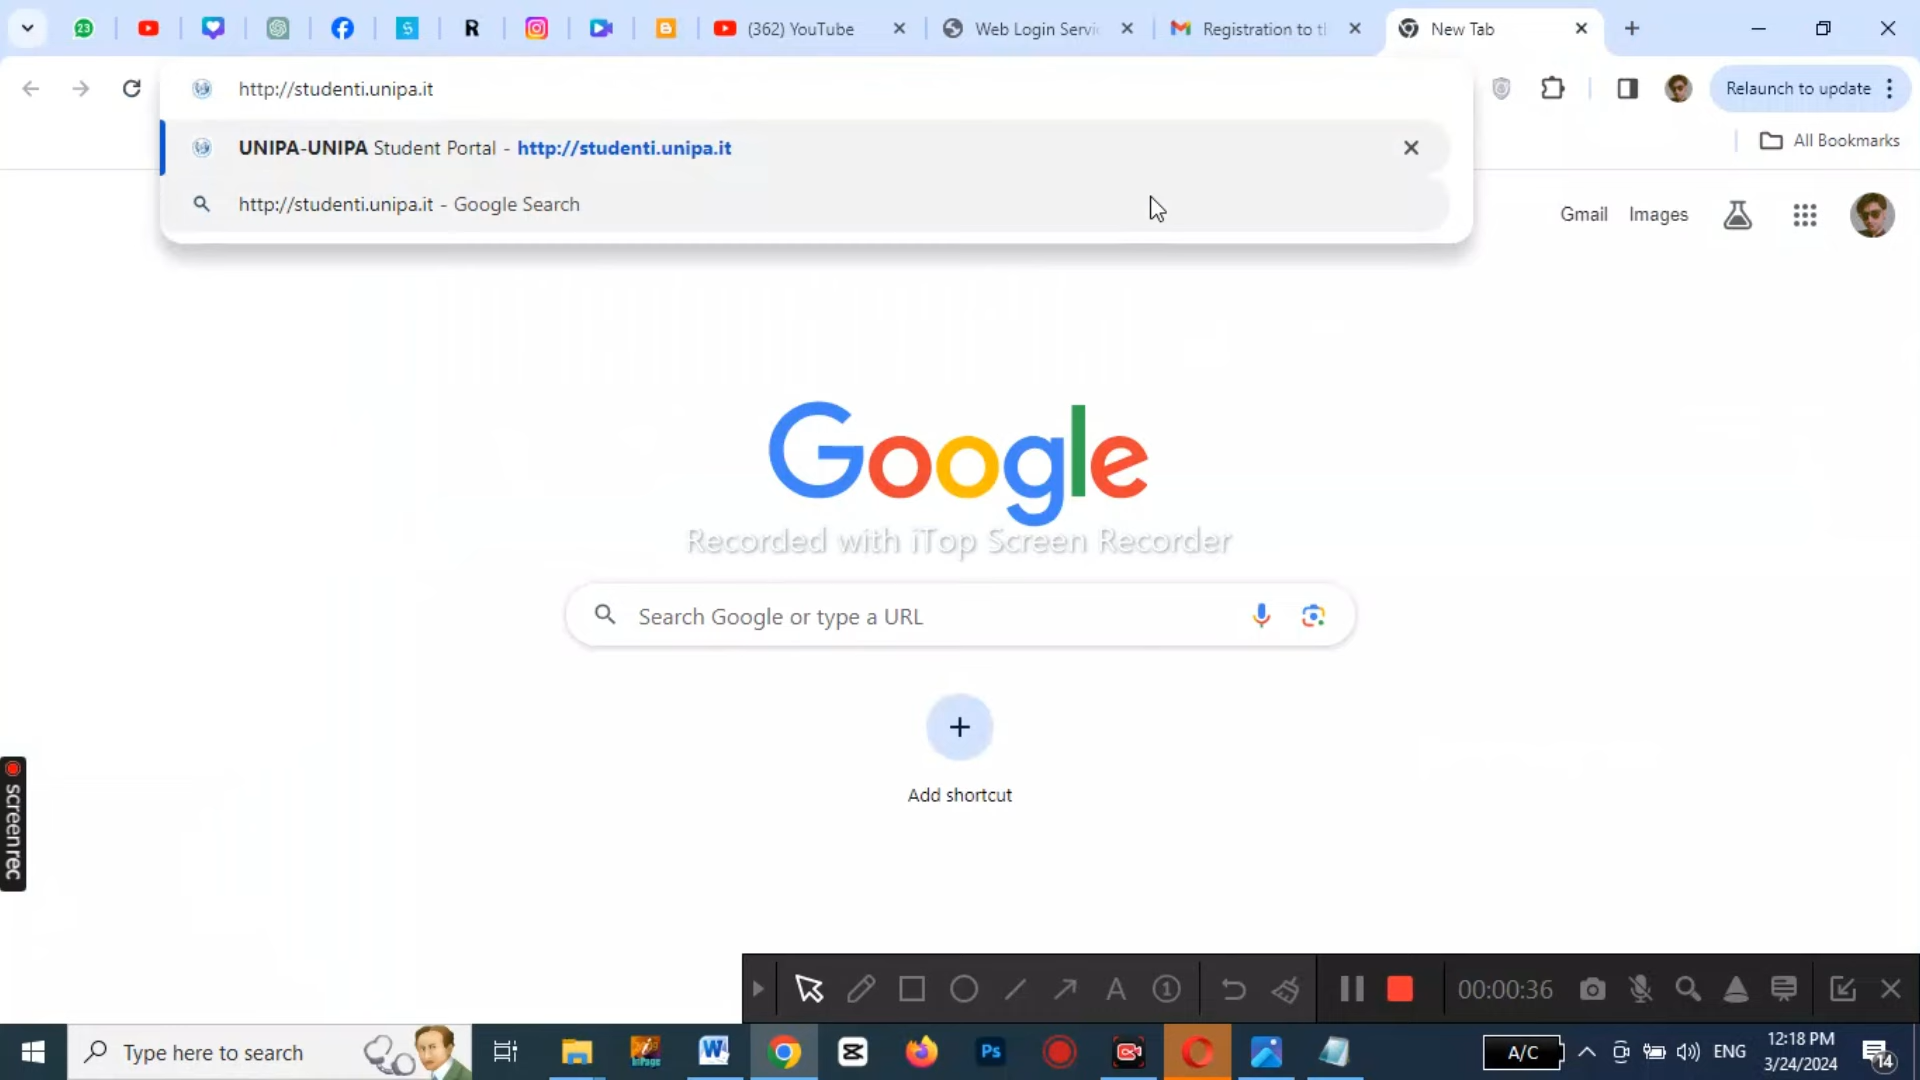 23
(362) YouTube
Web Login Servi
Registration to t
New Tab
http://studenti.unipa.it
Relaunch to update
UNIPA-UNIPA Student Portal - http://studenti.unipa.it
http://studenti.unipa.it - Google Search
All Bookmarks
Gmail
Images
Google
Recorded with iTop Screen Recorder
Search Google or type a URL
Add shortcut
screenrec
A
1
00:00:36
Type here to search
InPage
W
Ps
A/C
ENG
12:18 PM
3/24/2024
14